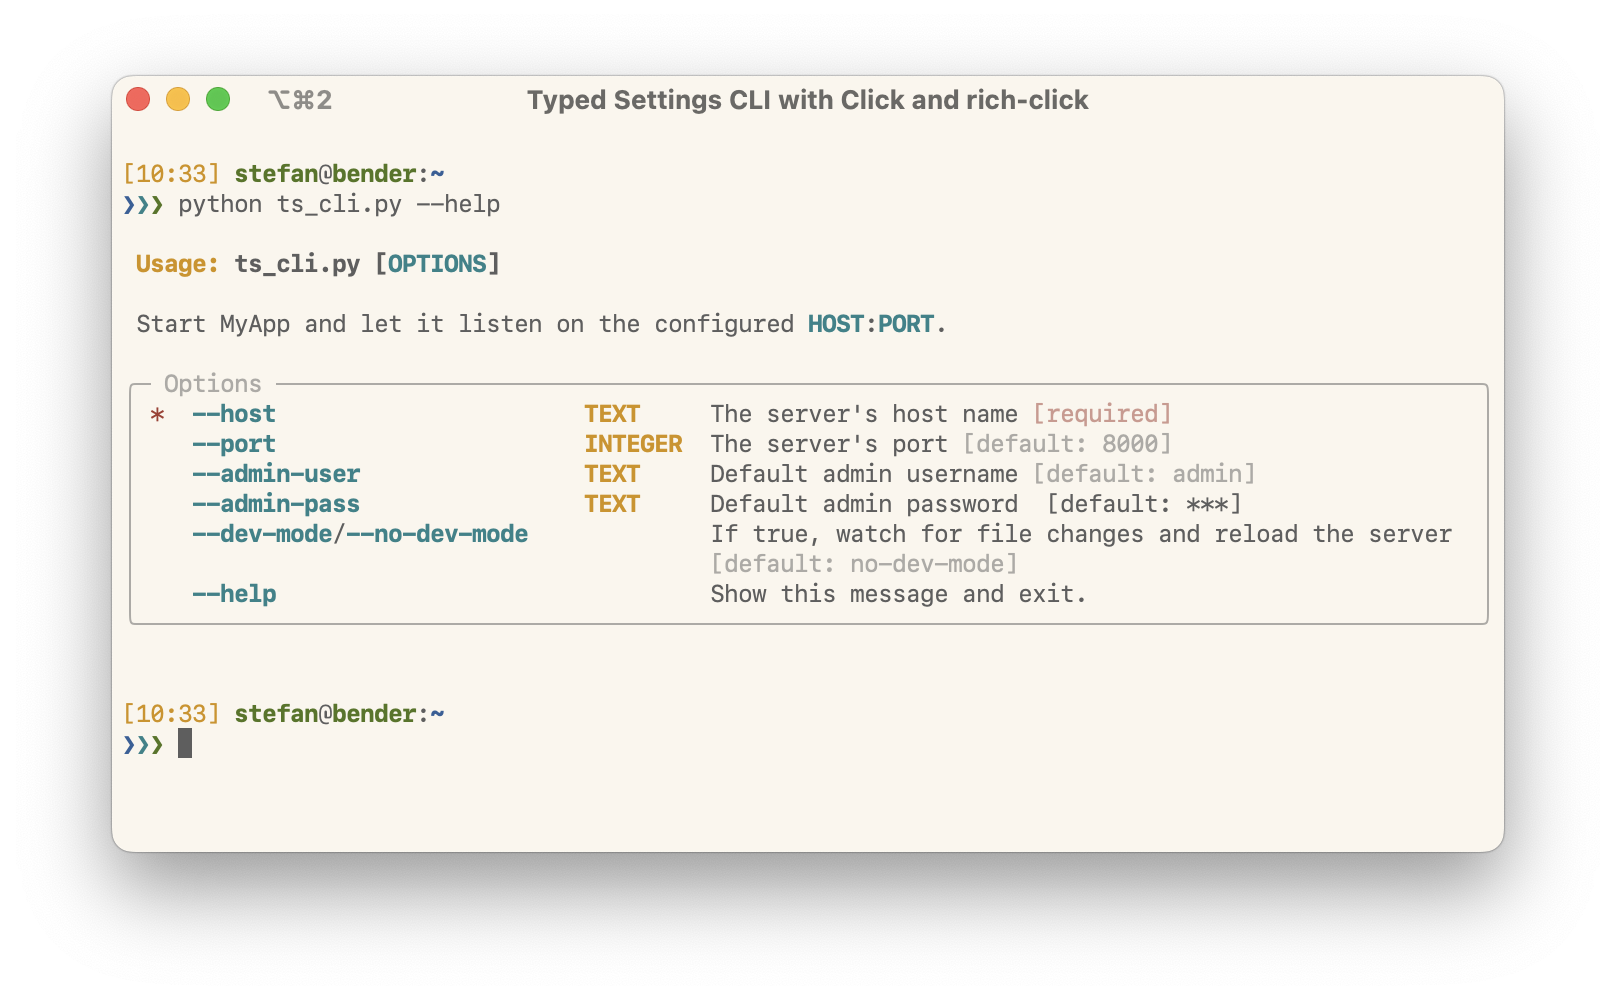 ⌥⌘2 Typed Settings CLI with Click and rich-click
[10:33] stefan@bender:~
❯❯❯ python ts_cli.py --help
Usage: ts_cli.py [OPTIONS]
Start MyApp and let it listen on the configured HOST:PORT.
Options
* --host TEXT The server's host name [required]
--port INTEGER The server's port [default: 8000]
--admin-user TEXT Default admin username [default: admin]
--admin-pass TEXT Default admin password [default: ***]
--dev-mode/--no-dev-mode If true, watch for file changes and reload the server
[default: no-dev-mode]
--help Show this message and exit.
[10:33] stefan@bender:~
❯❯❯